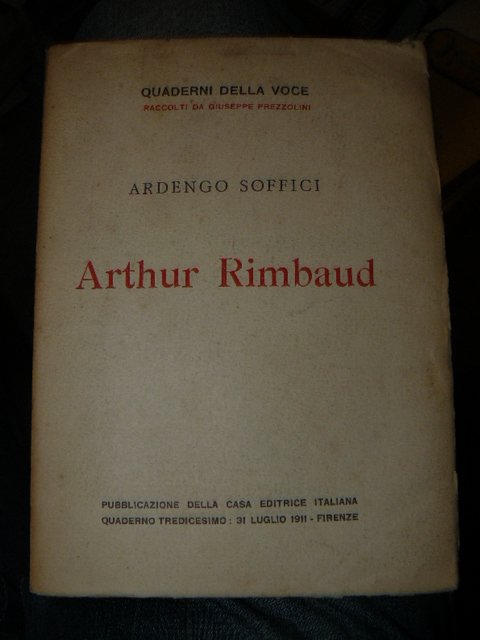 QUADERNI DELLA VOCE
RACCOLTI DA GIUSEPPE PREZZOLINI
ARDENGO SOFFICI
Arthur Rimbaud
PUBBLICAZIONE DELLA CASA EDITRICE ITALIANA
QUADERNO TREDICESIMO: 31 LUGLIO 1911 - FIRENZE